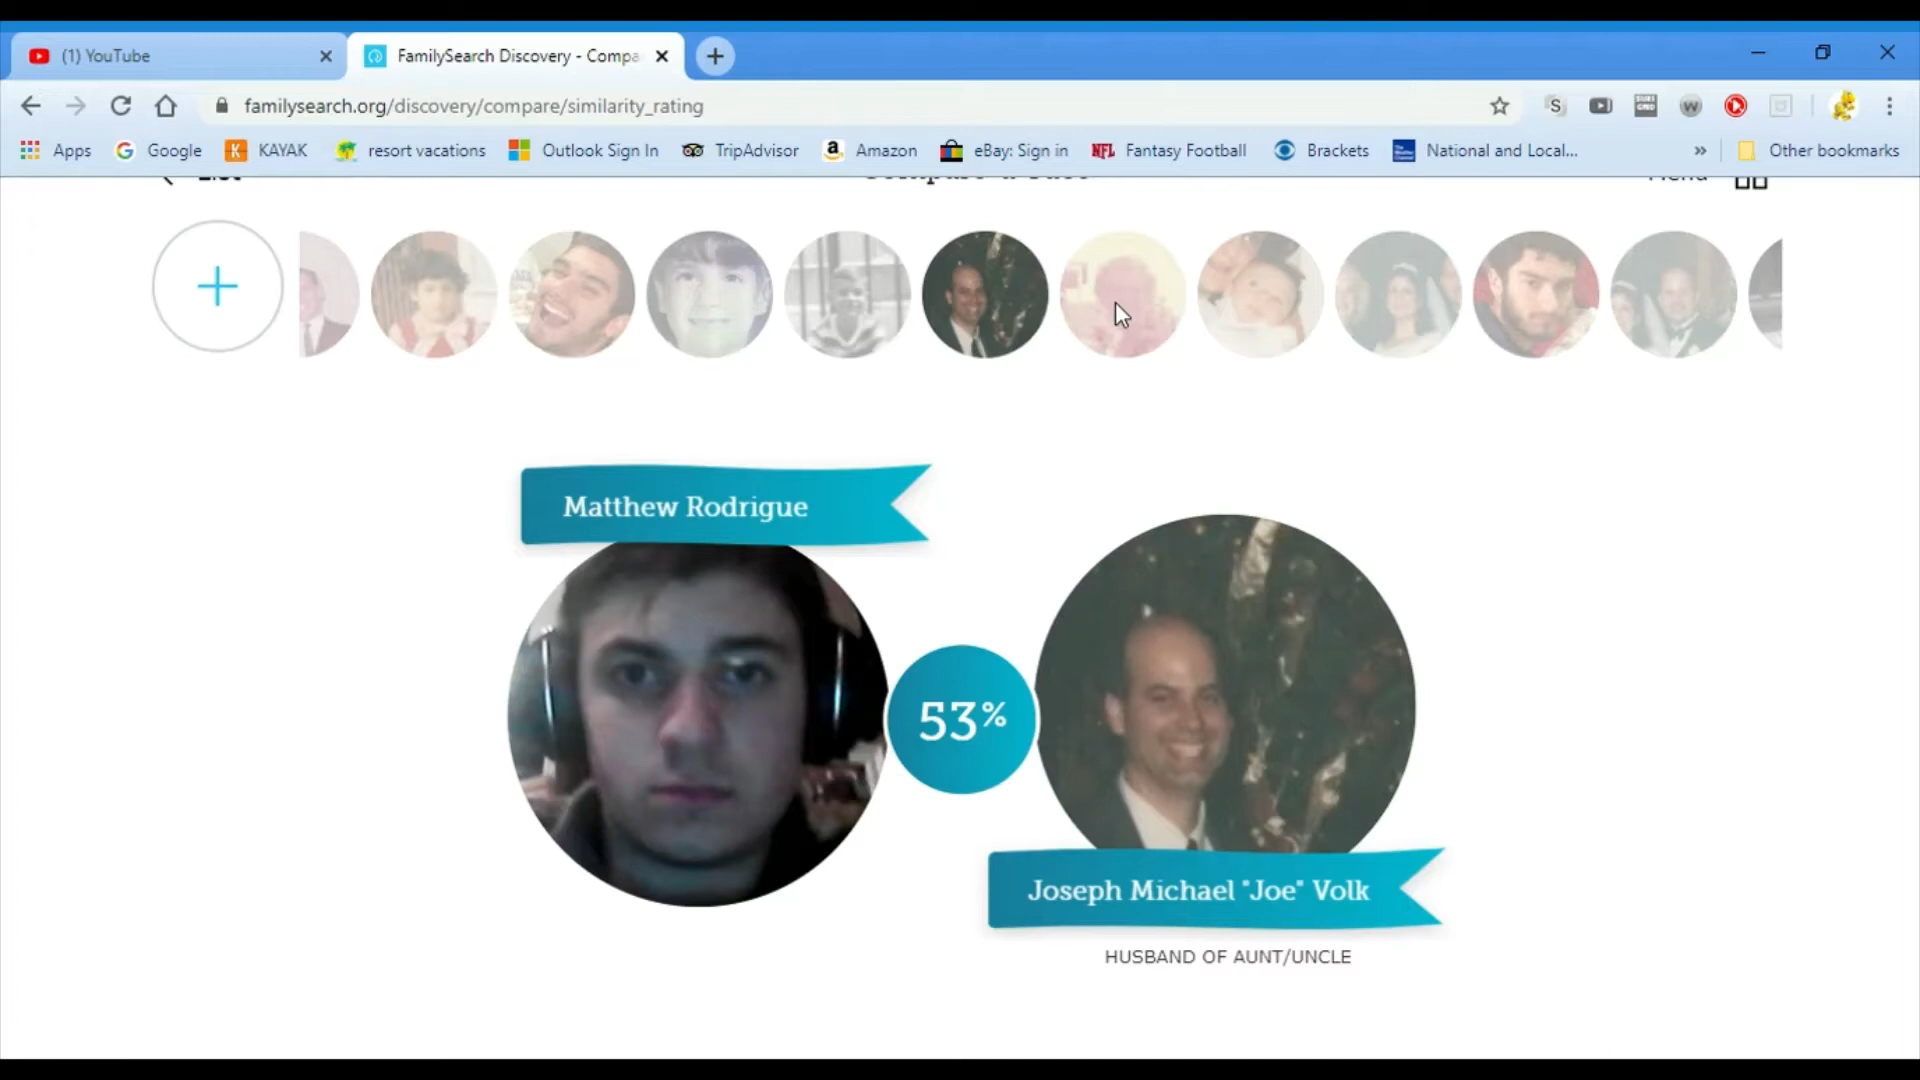 (1) YouTube
FamilySearch Discovery - Compa
familysearch.org/discovery/compare/similarity_rating
Apps Google KAYAK resort vacations Outlook Sign In TripAdvisor Amazon eBay: Sign in NFL Fantasy Football Brackets National and Local... » Other bookmarks
Matthew Rodrigue
53%
Joseph Michael "Joe" Volk
HUSBAND OF AUNT/UNCLE